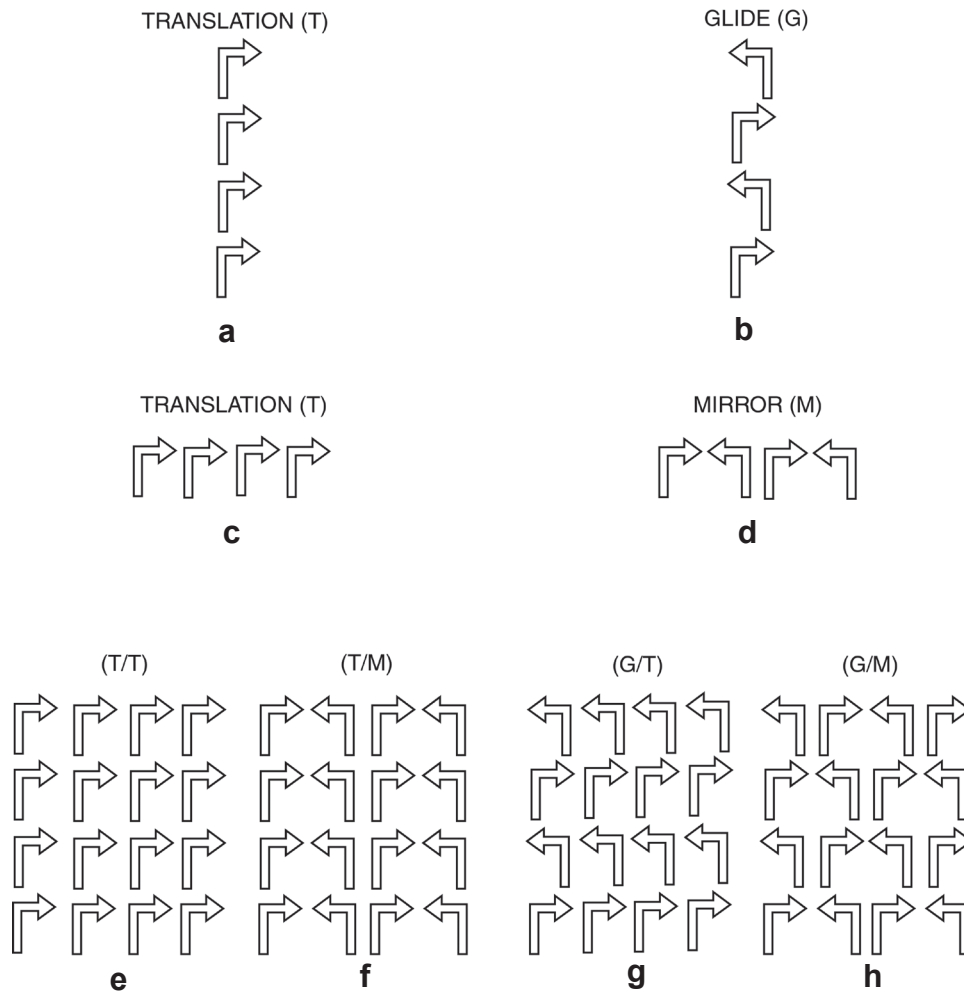 TRANSLATION (T) GLIDE (G)
a b
TRANSLATION (T) MIRROR (M)
c d
(T/T) (T/M) (G/T) (G/M)
e f g h